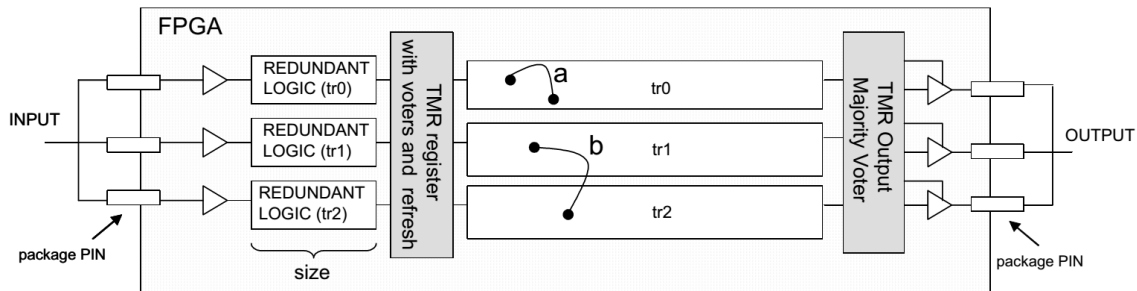 FPGA
INPUT
package PIN
REDUNDANT
LOGIC (tr0)
REDUNDANT
LOGIC (tr1)
REDUNDANT
LOGIC (tr2)
size
TMR register
with voters and refresh
a
tr0
tr1
b
tr2
TMR Output
Majority Voter
OUTPUT
package PIN